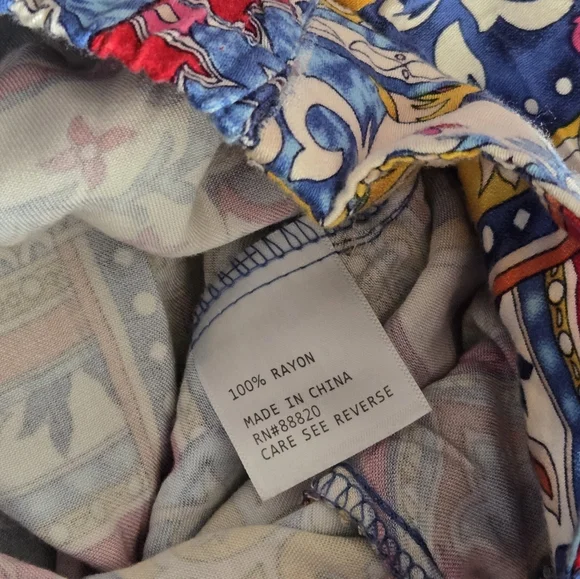 100% RAYON
MADE IN CHINA
RN#88820
CARE SEE REVERSE